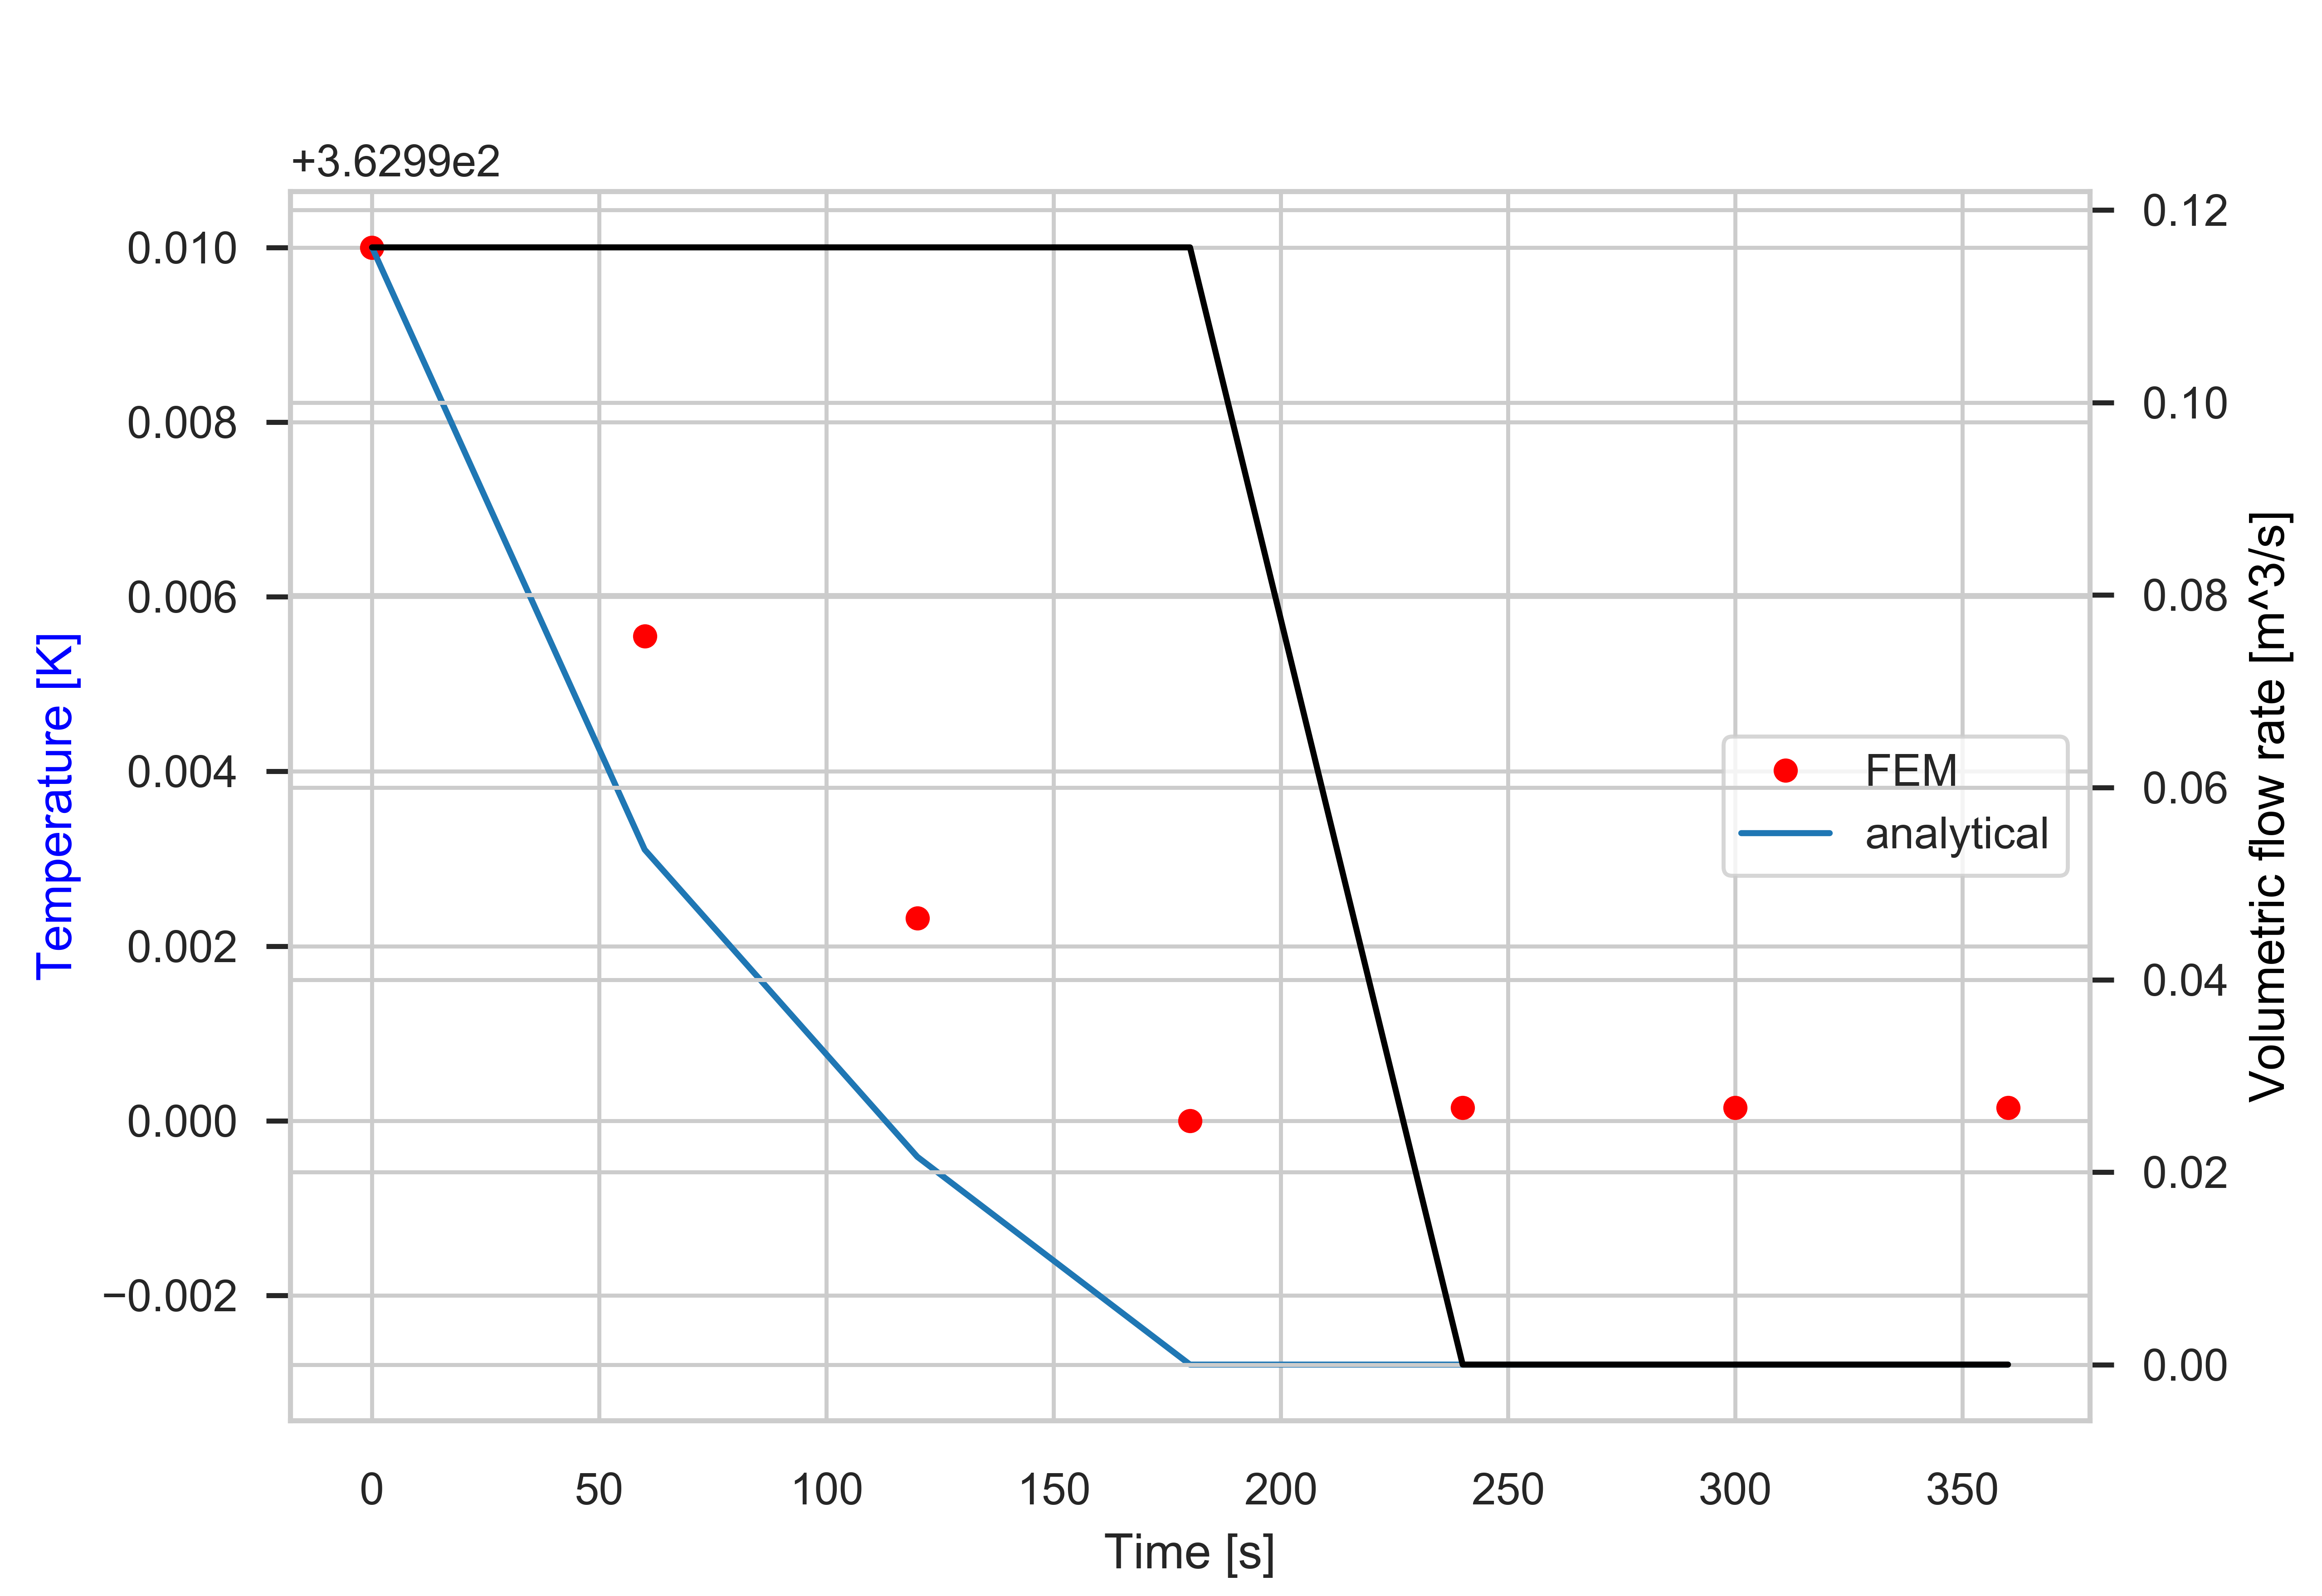 +3.6299e2
0.010
0.008
0.006
0.004
0.002
0.000
−0.002
Temperature [K]
0.12
0.10
0.08
0.06
0.04
0.02
0.00
Volumetric flow rate [m^3/s]
FEM
analytical
0 50 100 150 200 250 300 350
Time [s]